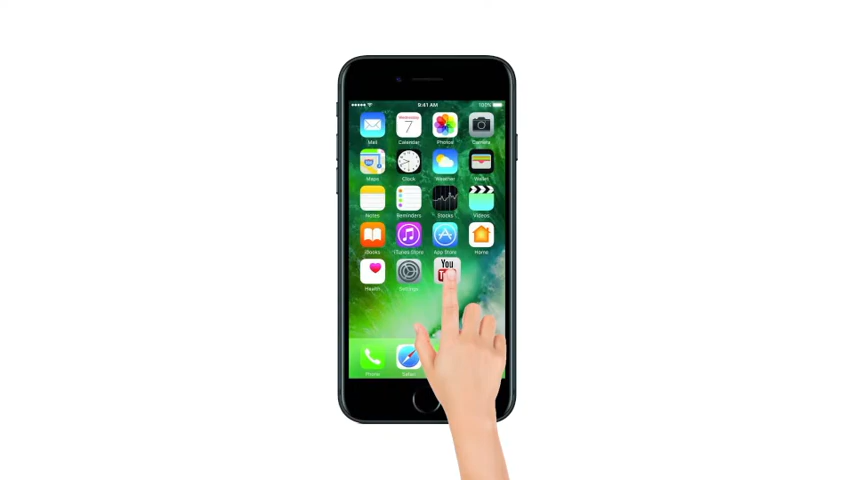 9:41 AM 100%
Wednesday
7
Mail Calendar Photos Camera
Maps Clock Weather Wallet
Notes Reminders Stocks Videos
iBooks iTunes Store App Store Home
You
Health Settings
Phone Safari